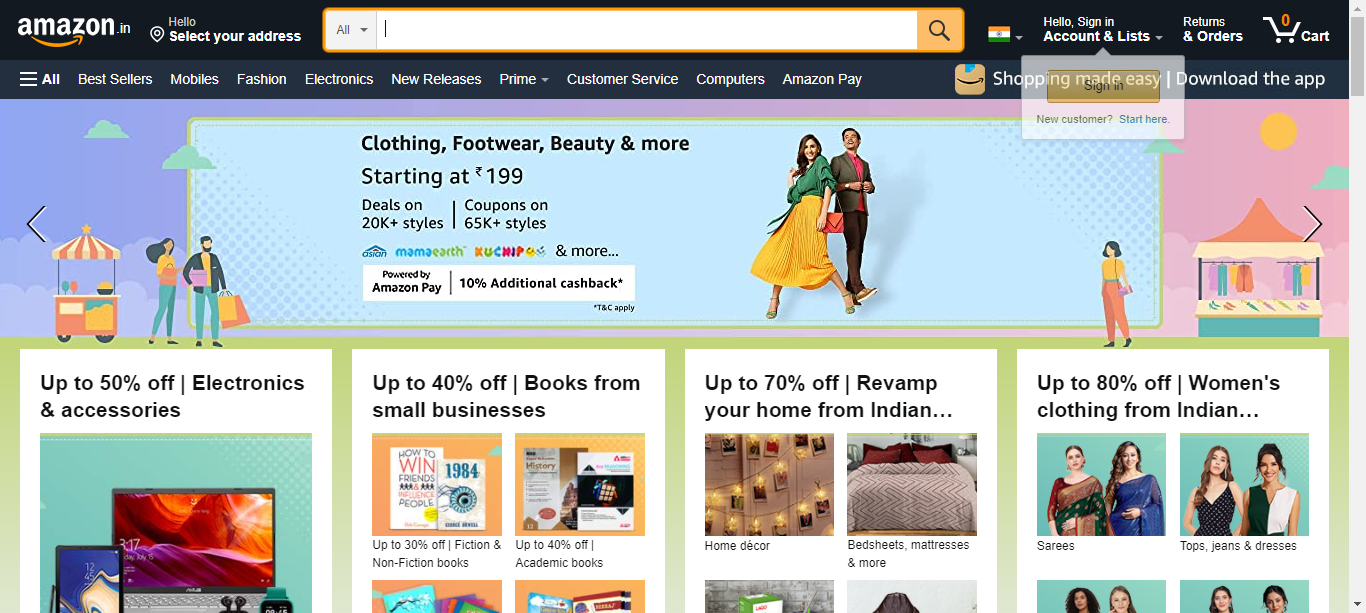 amazon.in
Hello
Select your address
All
Hello, Sign in
Account & Lists
Returns
& Orders
0
Cart
All
Best Sellers
Mobiles
Fashion
Electronics
New Releases
Prime
Customer Service
Computers
Amazon Pay
Shopping made easy | Download the app
Sign in
New customer? Start here.
Clothing, Footwear, Beauty & more
Starting at ₹199
Deals on
20K+ styles
Coupons on
65K+ styles
asian mamaearth KUCHIPOO & more...
Powered by
Amazon Pay
10% Additional cashback*
*T&C apply
Up to 50% off | Electronics
& accessories
Up to 40% off | Books from
small businesses
HOW TO
WIN
FRIENDS
&
INFLUENCE
PEOPLE
1984
GEORGE ORWELL
History
Up to 30% off | Fiction &
Non-Fiction books
Up to 40% off |
Academic books
Up to 70% off | Revamp
your home from Indian...
Home décor
Bedsheets, mattresses
& more
Up to 80% off | Women's
clothing from Indian...
Sarees
Tops, jeans & dresses